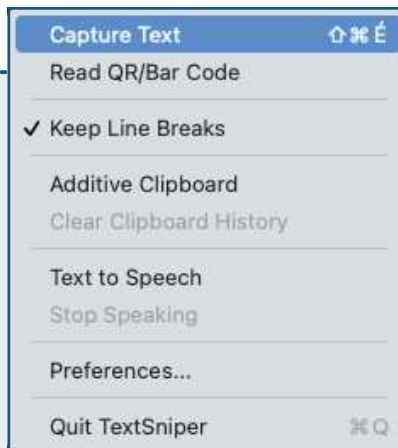 Capture Text ⇧⌘É
Read QR/Bar Code
✓ Keep Line Breaks
Additive Clipboard
Clear Clipboard History
Text to Speech
Stop Speaking
Preferences...
Quit TextSniper ⌘Q